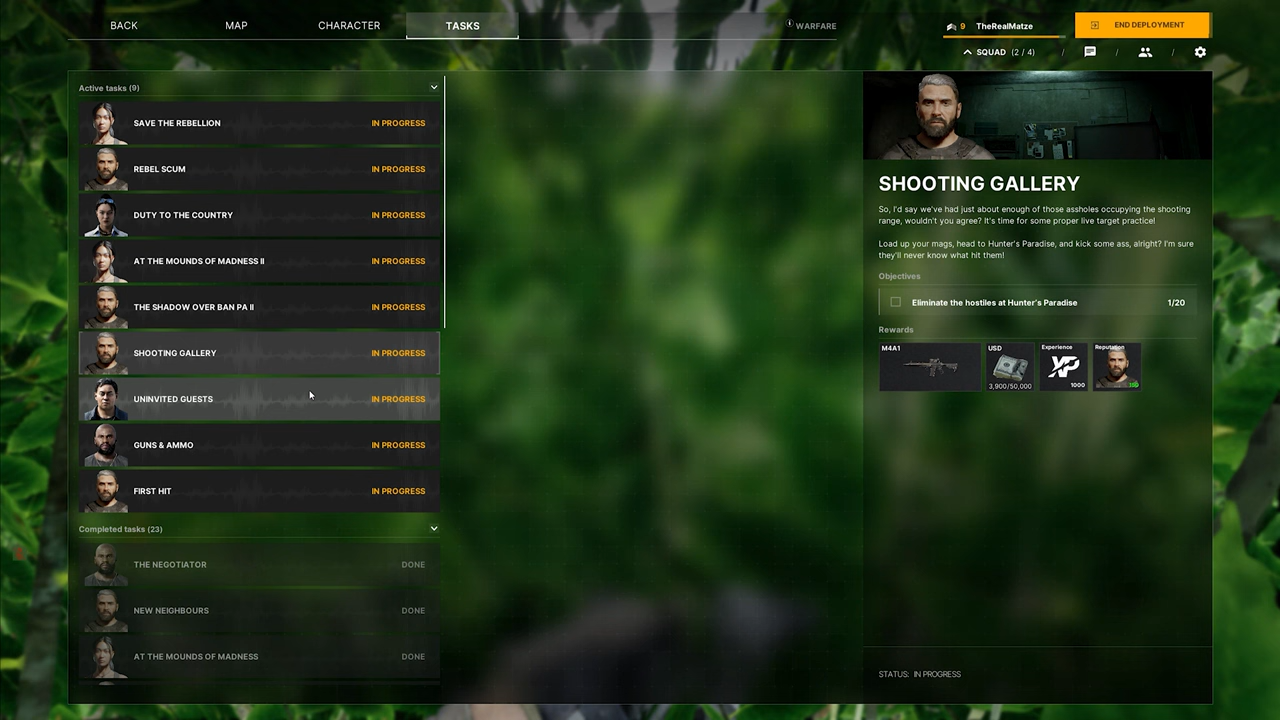 BACK
MAP
CHARACTER
TASKS
WARFARE
9 TheRealMatze
END DEPLOYMENT
SQUAD (2 / 4)
Active tasks (9)
SAVE THE REBELLION IN PROGRESS
REBEL SCUM IN PROGRESS
DUTY TO THE COUNTRY IN PROGRESS
AT THE MOUNDS OF MADNESS II IN PROGRESS
THE SHADOW OVER BAN PA II IN PROGRESS
SHOOTING GALLERY IN PROGRESS
UNINVITED GUESTS IN PROGRESS
GUNS & AMMO IN PROGRESS
FIRST HIT IN PROGRESS
Completed tasks (23)
THE NEGOTIATOR DONE
NEW NEIGHBOURS DONE
AT THE MOUNDS OF MADNESS DONE
SHOOTING GALLERY
So, I'd say we've had just about enough of those assholes occupying the shooting
range, wouldn't you agree? It's time for some proper live target practice!
Load up your mags, head to Hunter's Paradise, and kick some ass, alright? I'm sure
they'll never know what hit them!
Objectives
Eliminate the hostiles at Hunter's Paradise 1/20
Rewards
M4A1
USD
3,900/50,000
Experience
XP
1000
Reputation
STATUS: IN PROGRESS